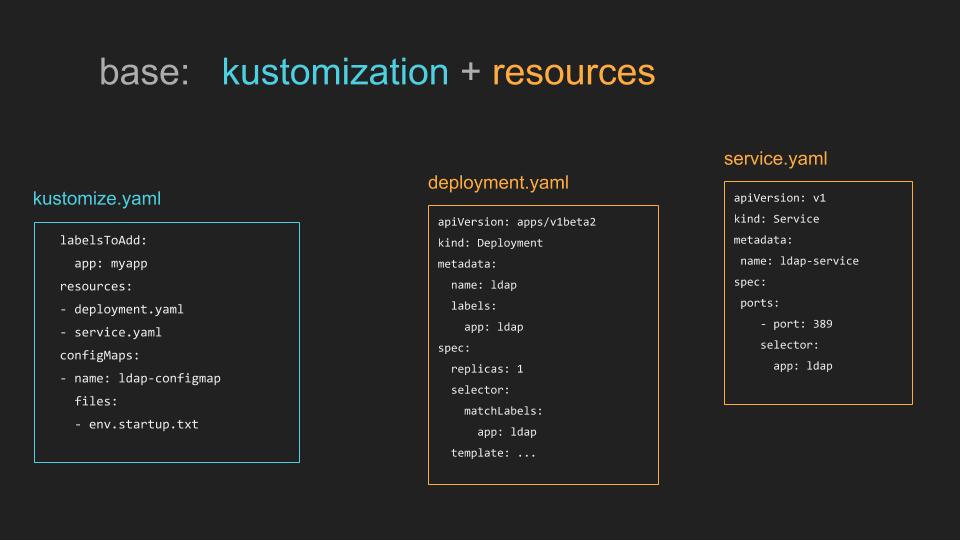 base: kustomization + resources
kustomize.yaml
labelsToAdd:
  app: myapp
resources:
- deployment.yaml
- service.yaml
configMaps:
- name: ldap-configmap
  files:
  - env.startup.txt
deployment.yaml
apiVersion: apps/v1beta2
kind: Deployment
metadata:
  name: ldap
  labels:
    app: ldap
spec:
  replicas: 1
  selector:
    matchLabels:
      app: ldap
  template: ...
service.yaml
apiVersion: v1
kind: Service
metadata:
 name: ldap-service
spec:
 ports:
    - port: 389
    selector:
      app: ldap